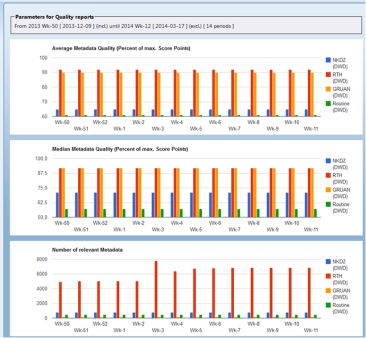 Parameters for Quality reports
From 2013 Wk-50 [ 2013-12-09 ] (incl.) until 2014 Wk-12 [ 2014-03-17 ] (excl.) [ 14 periods ]
Average Metadata Quality (Percent of max. Score Points)
100
90
80
70
60
NKDZ (DWD)
RTH (DWD)
GRUAN (DWD)
Routine (DWD)
Wk-50 Wk-52 Wk-2 Wk-4 Wk-6 Wk-8 Wk-10
Wk-51 Wk-1 Wk-3 Wk-5 Wk-7 Wk-9 Wk-11
Median Metadata Quality (Percent of max. Score Points)
100,0
87,5
75,0
62,5
50,0
NKDZ (DWD)
RTH (DWD)
GRUAN (DWD)
Routine (DWD)
Wk-50 Wk-52 Wk-2 Wk-4 Wk-6 Wk-8 Wk-10
Wk-51 Wk-1 Wk-3 Wk-5 Wk-7 Wk-9 Wk-11
Number of relevant Metadata
8000
6000
4000
2000
0
NKDZ (DWD)
RTH (DWD)
GRUAN (DWD)
Routine (DWD)
Wk-50 Wk-52 Wk-2 Wk-4 Wk-6 Wk-8 Wk-10
Wk-51 Wk-1 Wk-3 Wk-5 Wk-7 Wk-9 Wk-11